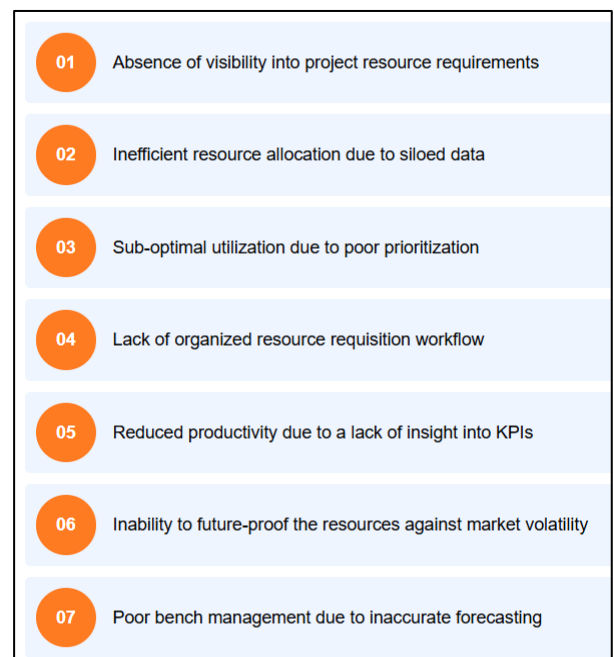 01 Absence of visibility into project resource requirements
02 Inefficient resource allocation due to siloed data
03 Sub-optimal utilization due to poor prioritization
04 Lack of organized resource requisition workflow
05 Reduced productivity due to a lack of insight into KPIs
06 Inability to future-proof the resources against market volatility
07 Poor bench management due to inaccurate forecasting